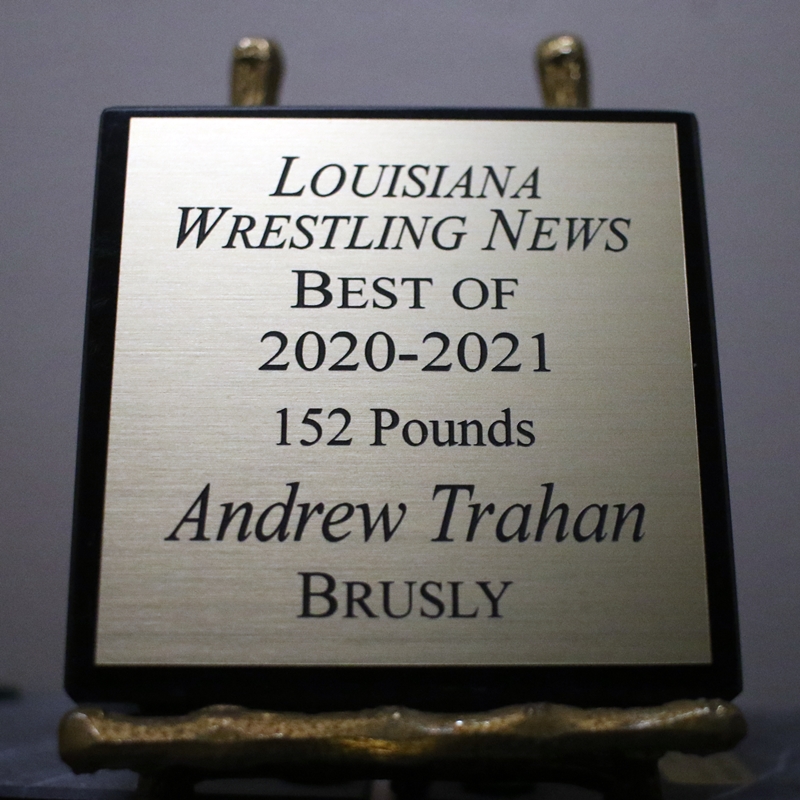 LOUISIANA
WRESTLING NEWS
BEST OF
2020-2021
152 Pounds
Andrew Trahan
BRUSLY